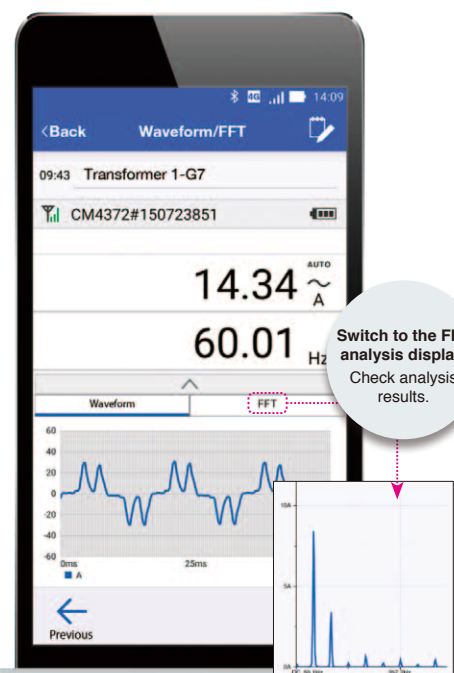 14:09
<Back Waveform/FFT
09:43 Transformer 1-G7
CM4372#150723851
AUTO
14.34 A
60.01 Hz
Switch to the
analysis
Check analysis
results.
Waveform FFT
60
40
20
0
-20
-40
-60
0ms 25ms
A
Previous
10A
5A
0A
DC